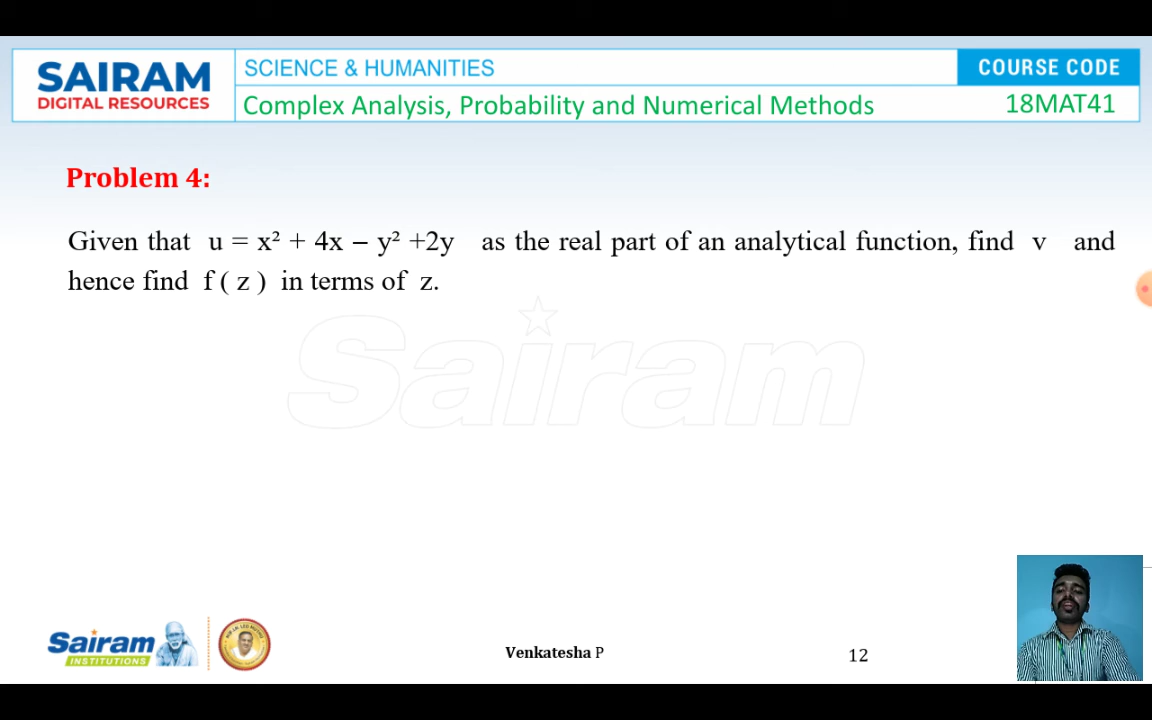 SAIRAM
DIGITAL RESOURCES
SCIENCE & HUMANITIES
COURSE CODE
Complex Analysis, Probability and Numerical Methods
18MAT41
Problem 4:
Given that u = x² + 4x – y² +2y as the real part of an analytical function, find v and
hence find f ( z ) in terms of z.
Sairam
Sairam
INSTITUTIONS
Venkatesha P
12